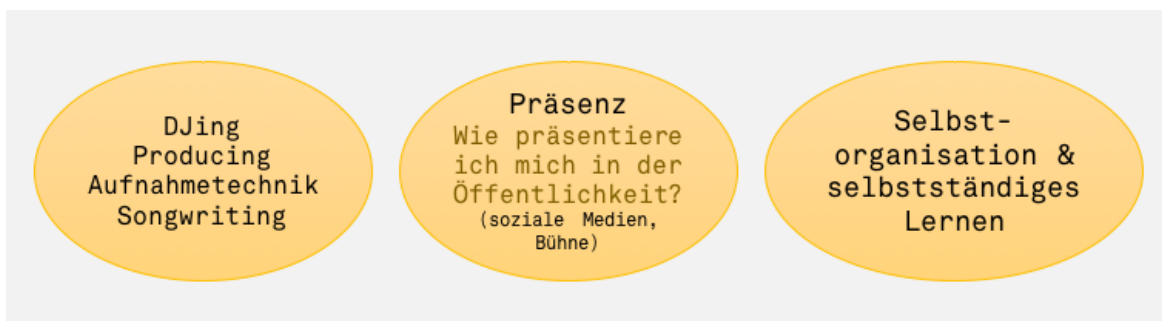 DJing
Producing
Aufnahmetechnik
Songwriting
Präsenz
Wie präsentiere
ich mich in der
Öffentlichkeit?
(soziale Medien,
Bühne)
Selbst-
organisation &
selbstständiges
Lernen